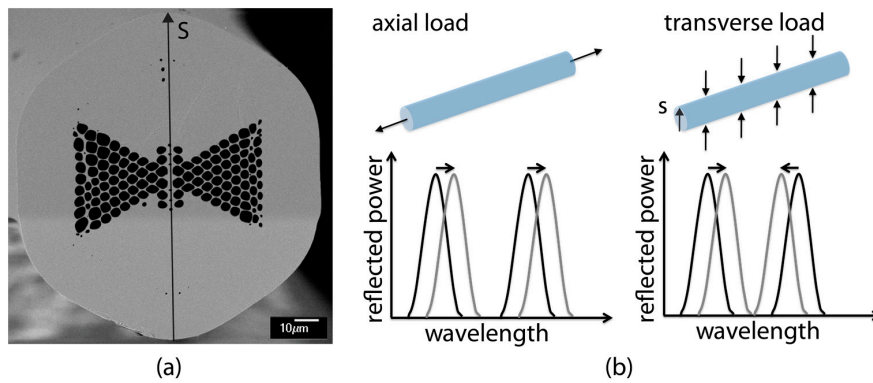 S
10μm
(a)
axial load
transverse load
S
reflected power
wavelength
reflected power
wavelength
(b)